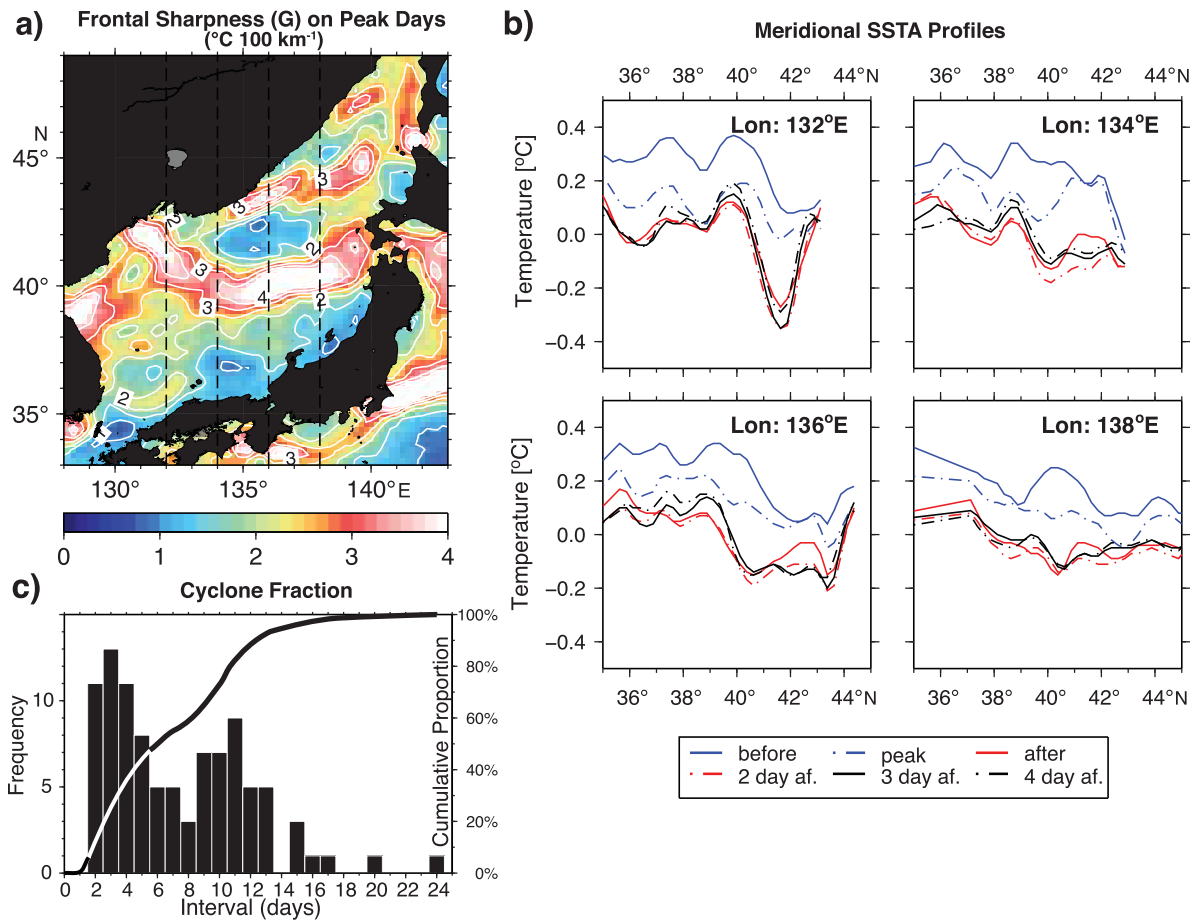 a)
Frontal Sharpness (G) on Peak Days
(°C 100 km-1)
N
45°
40°
35°
130°
135°
140°E
2
3
3
3
2
3
4
2
3
2
1
3
0
1
2
3
4
b)
Meridional SSTA Profiles
36°
38°
40°
42°
44°N
36°
38°
40°
42°
44°N
Temperature [°C]
0.4
0.2
0.0
−0.2
−0.4
Lon: 132°E
Lon: 134°E
Temperature [°C]
0.4
0.2
0.0
−0.2
−0.4
Lon: 136°E
Lon: 138°E
36°
38°
40°
42°
44°N
36°
38°
40°
42°
44°N
before
peak
after
2 day af.
3 day af.
4 day af.
c)
Cyclone Fraction
Frequency
10
5
0
100%
80%
60%
40%
20%
0%
Cumulative Proportion
0 2 4 6 8 10 12 14 16 18 20 22 24
Interval (days)